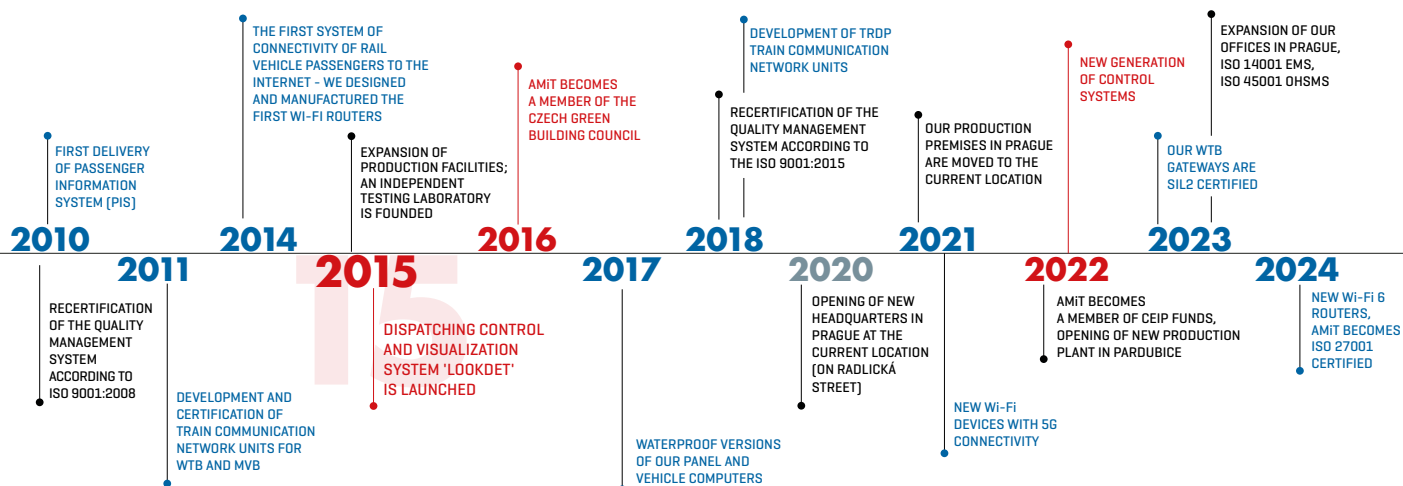 FIRST DELIVERY
OF PASSENGER
INFORMATION
SYSTEM (PIS)
2010
RECERTIFICATION
OF THE QUALITY
MANAGEMENT
SYSTEM
ACCORDING TO
ISO 9001:2008
2011
DEVELOPMENT AND
CERTIFICATION OF
TRAIN COMMUNICATION
NETWORK UNITS FOR
WTB AND MVB
THE FIRST SYSTEM OF
CONNECTIVITY OF RAIL
VEHICLE PASSENGERS TO THE
INTERNET - WE DESIGNED
AND MANUFACTURED THE
FIRST WI-FI ROUTERS
2014
EXPANSION OF
PRODUCTION FACILITIES;
AN INDEPENDENT
TESTING LABORATORY
IS FOUNDED
15
2015
DISPATCHING CONTROL
AND VISUALIZATION
SYSTEM 'LOOKDET'
IS LAUNCHED
AMiT BECOMES
A MEMBER OF THE
CZECH GREEN
BUILDING COUNCIL
2016
2017
WATERPROOF VERSIONS
OF OUR PANEL AND
VEHICLE COMPUTERS
DEVELOPMENT OF TRDP
TRAIN COMMUNICATION
NETWORK UNITS
RECERTIFICATION OF THE
QUALITY MANAGEMENT
SYSTEM ACCORDING TO
THE ISO 9001:2015
2018
2020
OPENING OF NEW
HEADQUARTERS IN
PRAGUE AT THE
CURRENT LOCATION
(ON RADLICKÁ
STREET)
OUR PRODUCTION
PREMISES IN PRAGUE
ARE MOVED TO THE
CURRENT LOCATION
2021
NEW Wi-Fi
DEVICES WITH 5G
CONNECTIVITY
NEW GENERATION
OF CONTROL
SYSTEMS
2022
AMiT BECOMES
A MEMBER OF CEIP FUNDS,
OPENING OF NEW PRODUCTION
PLANT IN PARDUBICE
EXPANSION OF OUR
OFFICES IN PRAGUE,
ISO 14001 EMS,
ISO 45001 OHSMS
OUR WTB
GATEWAYS ARE
SIL2 CERTIFIED
2023
2024
NEW Wi-Fi 6
ROUTERS,
AMiT BECOMES
ISO 27001
CERTIFIED